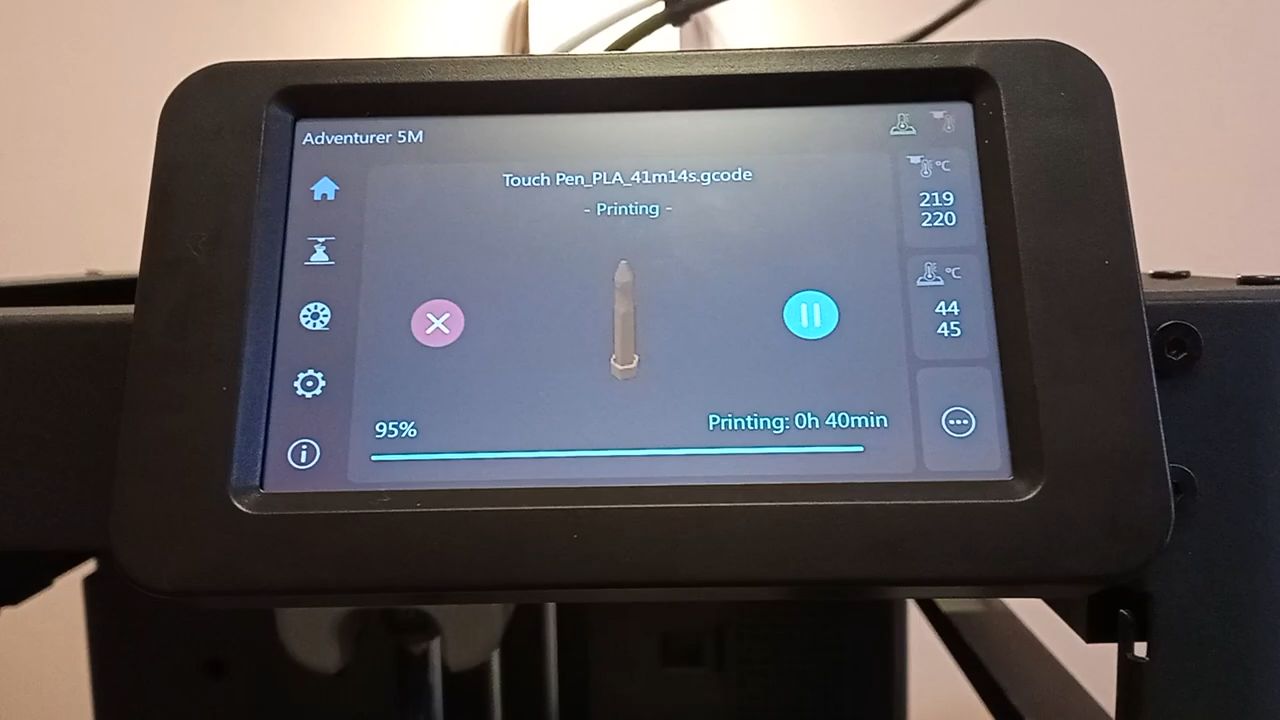 Adventurer 5M
Touch Pen_PLA_41m14s.gcode
- Printing -
°C
219
220
°C
44
45
95%
Printing: 0h 40min